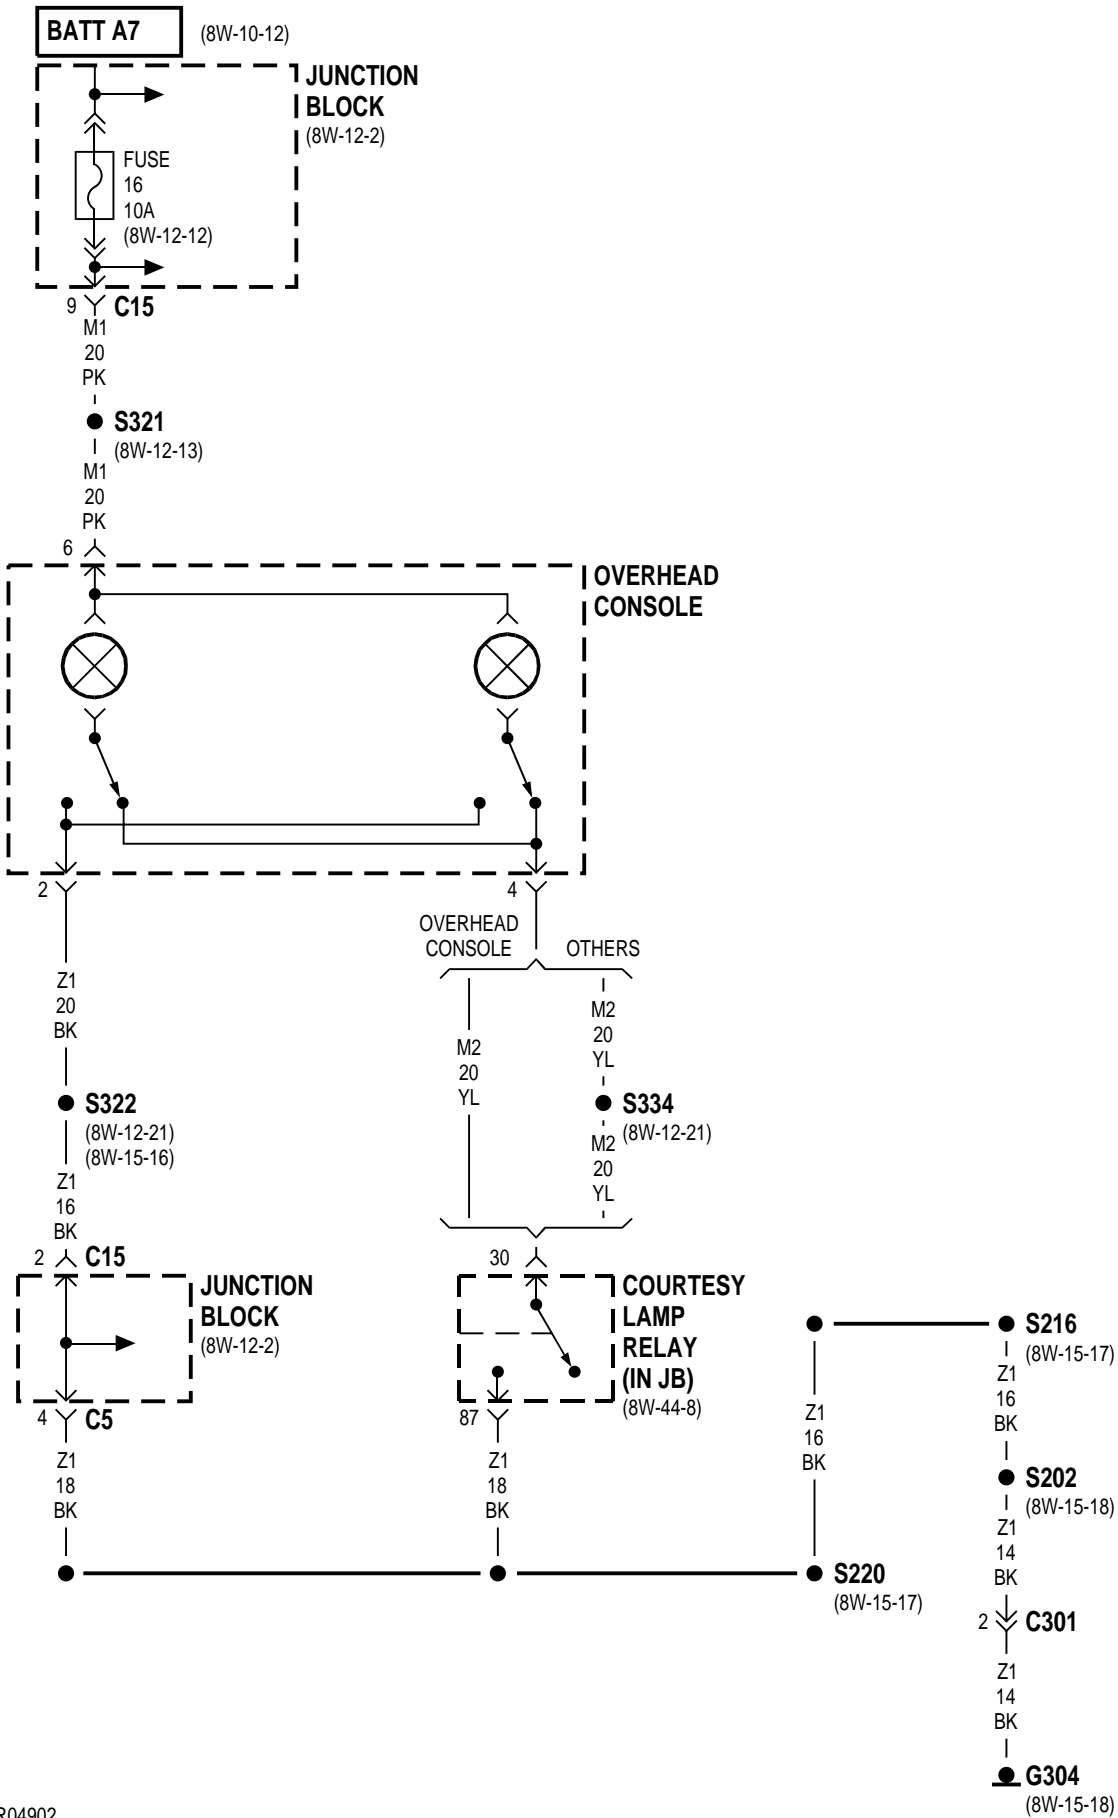 BATT A7
(8W-10-12)
JUNCTION
BLOCK
(8W-12-2)
FUSE
16
10A
(8W-12-12)
9
C15
M1
20
PK
S321
(8W-12-13)
M1
20
PK
6
OVERHEAD
CONSOLE
2
4
OVERHEAD
CONSOLE
OTHERS
Z1
20
BK
M2
20
YL
M2
20
YL
S322
(8W-12-21)
(8W-15-16)
S334
(8W-12-21)
M2
20
YL
Z1
16
BK
2
C15
30
JUNCTION
BLOCK
(8W-12-2)
COURTESY
LAMP
RELAY
(IN JB)
(8W-44-8)
S216
(8W-15-17)
Z1
16
BK
Z1
16
BK
4
C5
87
Z1
18
BK
Z1
18
BK
S202
(8W-15-18)
Z1
14
BK
S220
(8W-15-17)
2
C301
Z1
14
BK
G304
(8W-15-18)